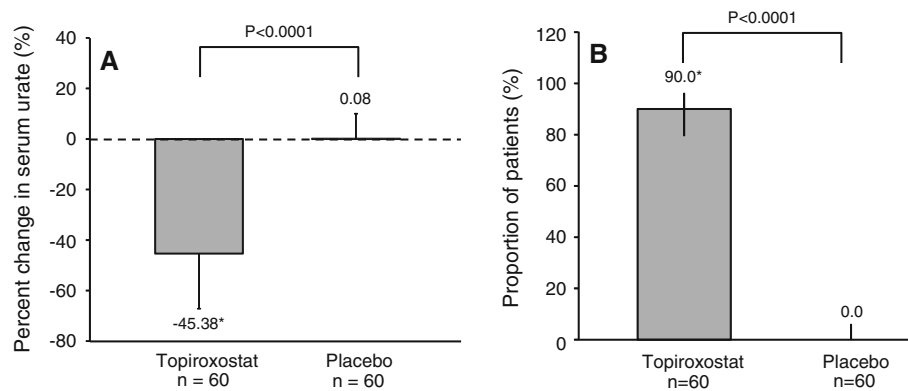 A
P<0.0001
Percent change in serum urate (%)
40
20
0
-20
-40
-60
-80
0.08
-45.38*
Topiroxostat
n = 60
Placebo
n = 60
B
P<0.0001
Proportion of patients (%)
120
100
80
60
40
20
0
90.0*
0.0
Topiroxostat
n=60
Placebo
n=60